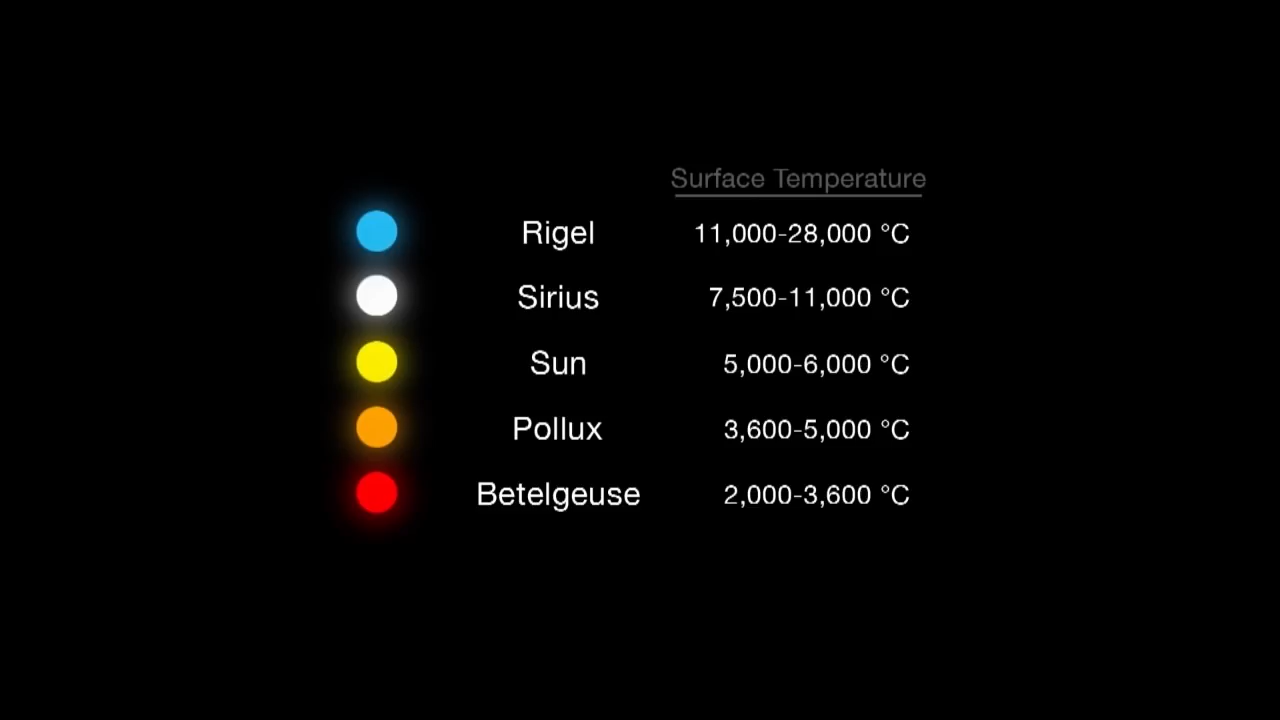 Surface Temperature
Rigel 11,000-28,000 °C
Sirius 7,500-11,000 °C
Sun 5,000-6,000 °C
Pollux 3,600-5,000 °C
Betelgeuse 2,000-3,600 °C